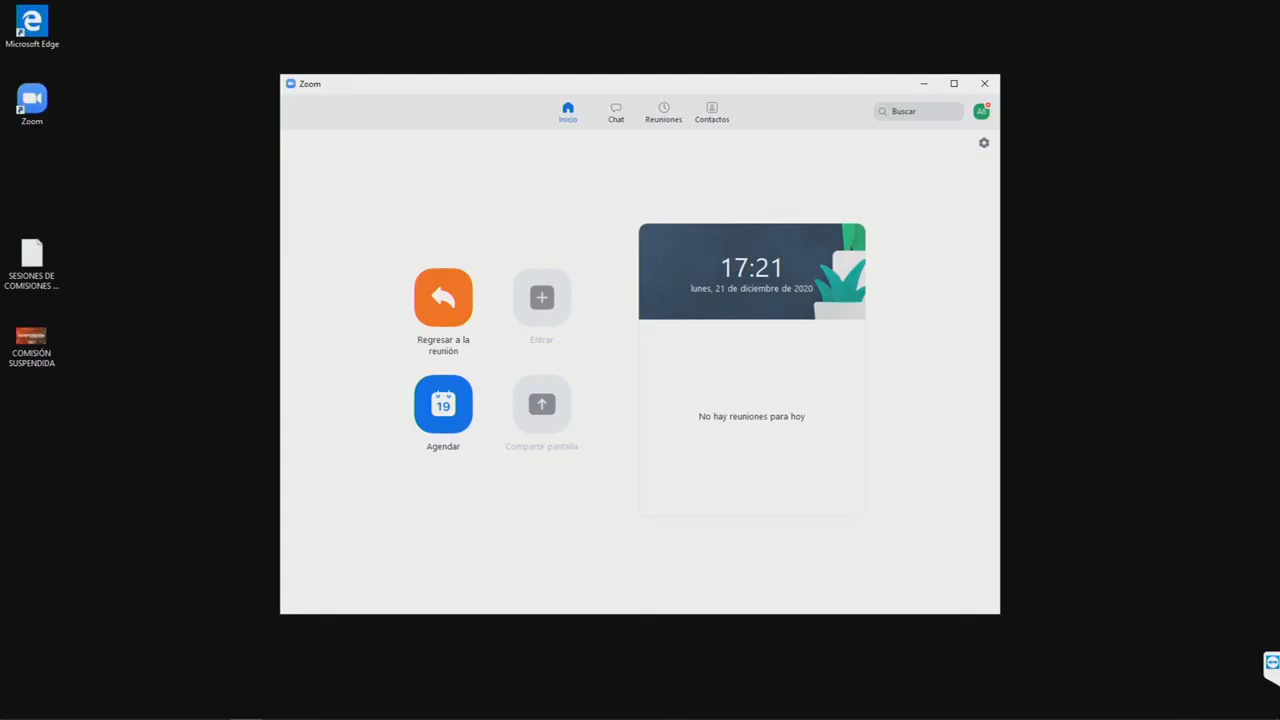 Microsoft Edge
Zoom
SESIONES DE
COMISIONES ...
COMISIÓN
SUSPENDIDA
Zoom
Inicio
Chat
Reuniones
Contactos
Buscar
Regresar a la
reunión
Entrar
19
Agendar
Compartir pantalla
17:21
lunes, 21 de diciembre de 2020
No hay reuniones para hoy